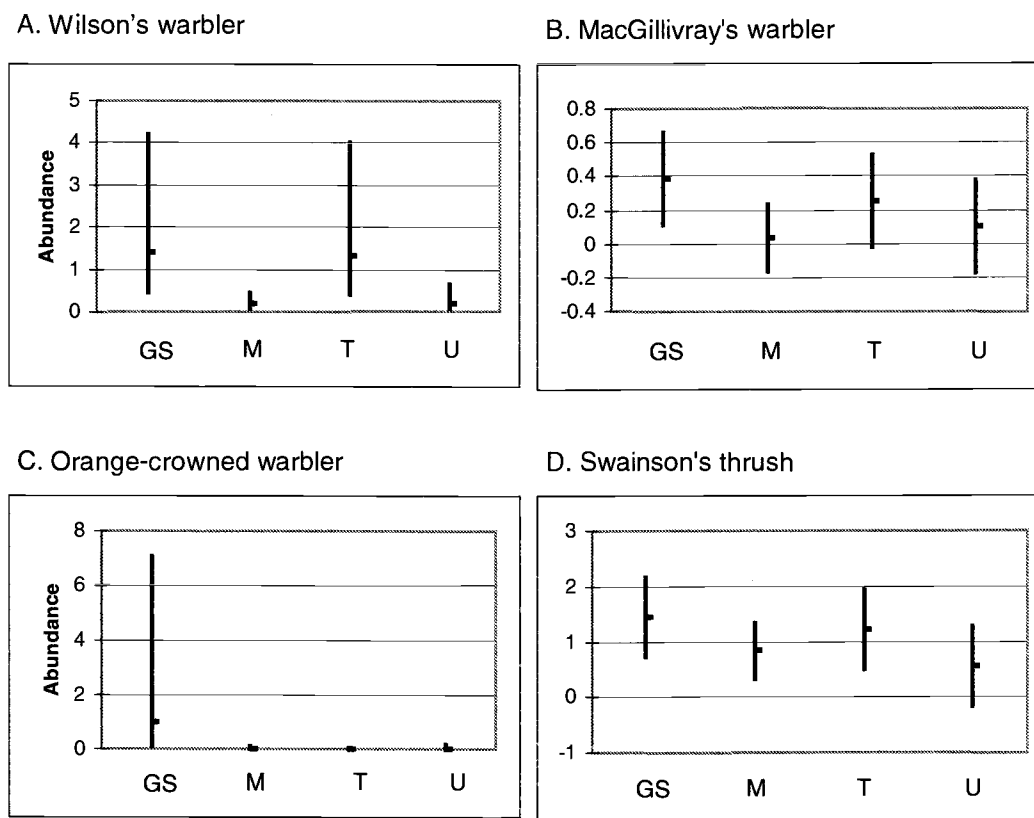 A. Wilson's warbler
Abundance
5
4
3
2
1
0
GS M T U
B. MacGillivray's warbler
0.8
0.6
0.4
0.2
0
-0.2
-0.4
GS M T U
C. Orange-crowned warbler
Abundance
8
6
4
2
0
GS M T U
D. Swainson's thrush
3
2
1
0
-1
GS M T U